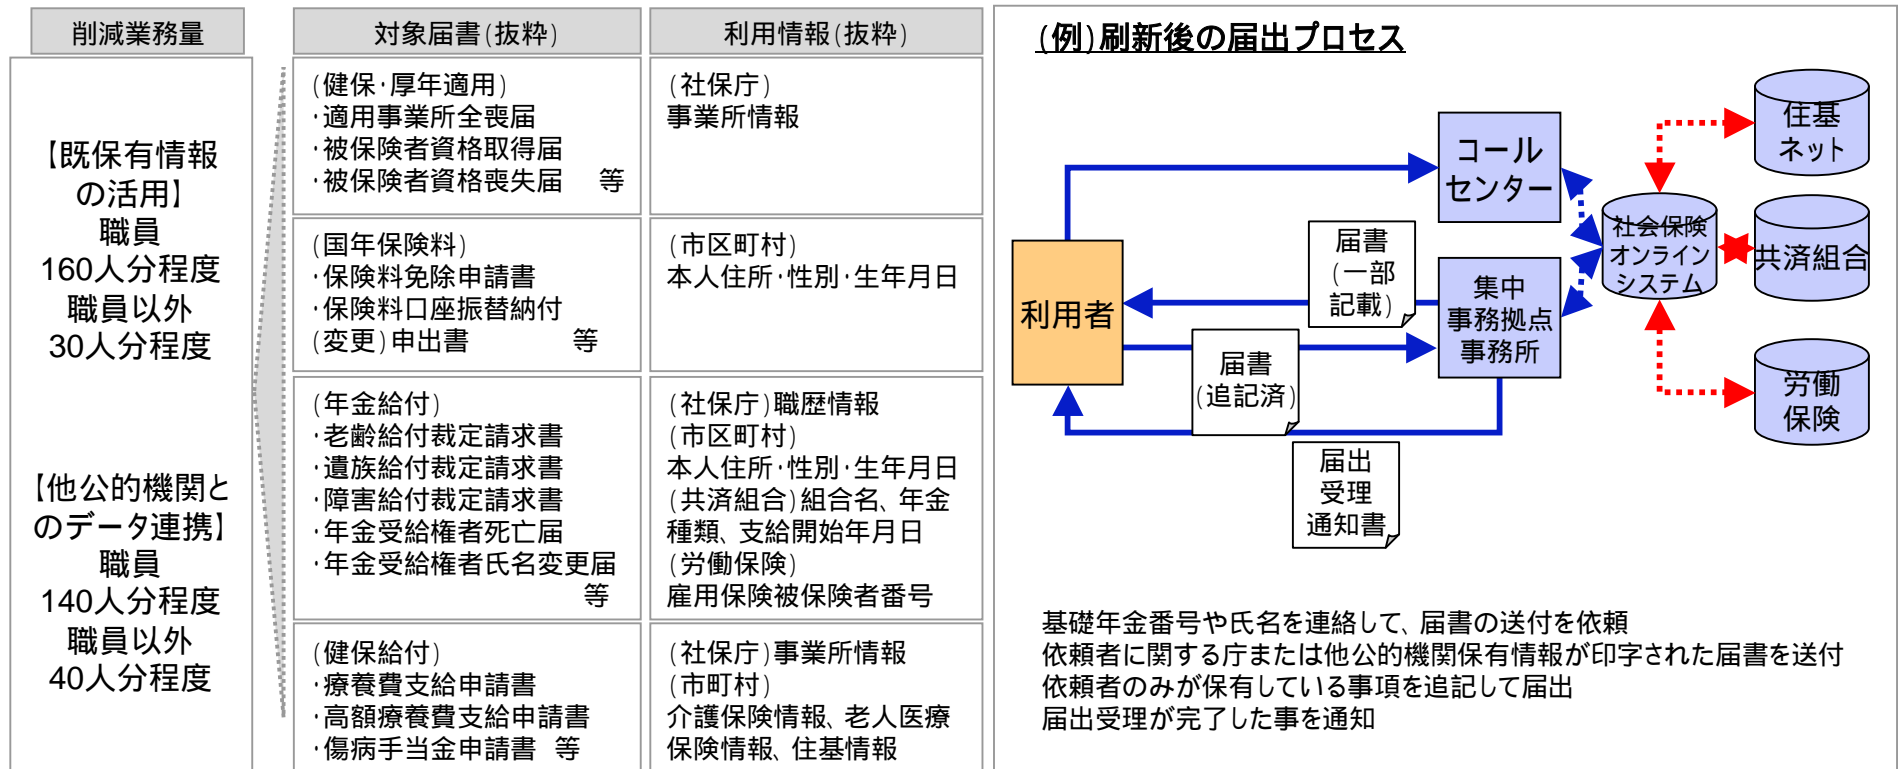 削減業務量
【既保有情報
の活用】
職員
160人分程度
職員以外
30人分程度
【他公的機関と
のデータ連携】
職員
140人分程度
職員以外
40人分程度
対象届書(抜粋)
(健保･厚年適用)
･適用事業所全喪届
･被保険者資格取得届
･被保険者資格喪失届 等
(国年保険料)
･保険料免除申請書
･保険料口座振替納付
(変更)申出書 等
(年金給付)
･老齢給付裁定請求書
･遺族給付裁定請求書
･障害給付裁定請求書
･年金受給権者死亡届
･年金受給権者氏名変更届
等
(健保給付)
･療養費支給申請書
･高額療養費支給申請書
･傷病手当金申請書 等
利用情報(抜粋)
(社保庁)
事業所情報
(市区町村)
本人住所･性別･生年月日
(社保庁)職歴情報
(市区町村)
本人住所･性別･生年月日
(共済組合)組合名、年金
種類、支給開始年月日
(労働保険)
雇用保険被保険者番号
(社保庁)事業所情報
(市町村)
介護保険情報、老人医療
保険情報、住基情報
(例)刷新後の届出プロセス
利用者
コール
センター
集中
事務拠点
事務所
届書
(一部
記載)
届書
(追記済)
届出
受理
通知書
社会保険
オンライン
システム
住基
ネット
共済組合
労働
保険
基礎年金番号や氏名を連絡して、届書の送付を依頼
依頼者に関する庁または他公的機関保有情報が印字された届書を送付
依頼者のみが保有している事項を追記して届出
届出受理が完了した事を通知